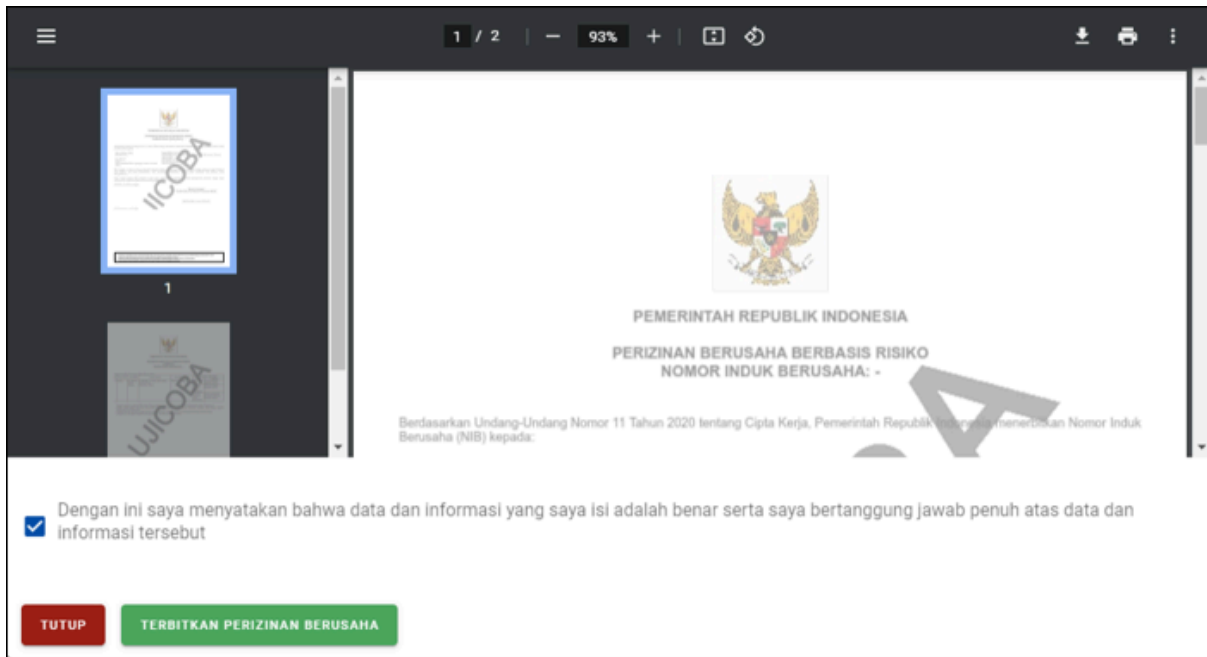 1 / 2
93%
IICOBA
1
UJICOBA
PEMERINTAH REPUBLIK INDONESIA
PERIZINAN BERUSAHA BERBASIS RISIKO
NOMOR INDUK BERUSAHA: -
Berdasarkan Undang-Undang Nomor 11 Tahun 2020 tentang Cipta Kerja, Pemerintah Republik Indonesia menerbitkan Nomor Induk
Berusaha (NIB) kepada:
Dengan ini saya menyatakan bahwa data dan informasi yang saya isi adalah benar serta saya bertanggung jawab penuh atas data dan
informasi tersebut
TUTUP
TERBITKAN PERIZINAN BERUSAHA